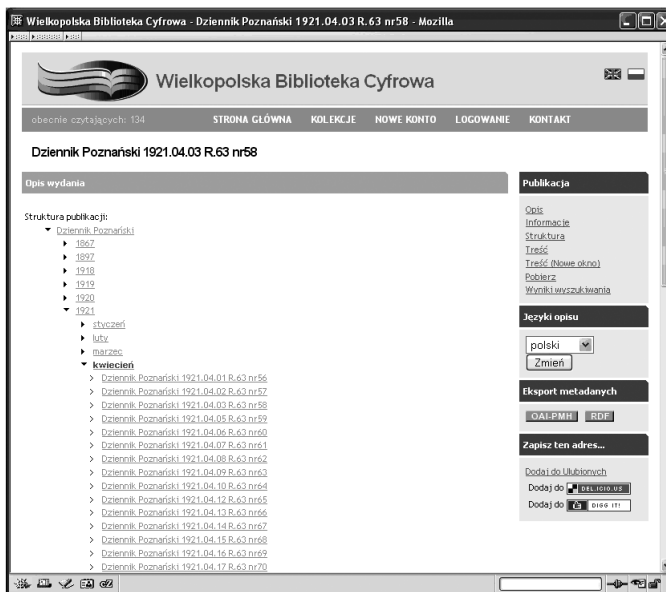 Wielkopolska Biblioteka Cyfrowa - Dziennik Poznański 1921.04.03 R.63 nr58 - Mozilla
Wielkopolska Biblioteka Cyfrowa
obecnie czytających: 134 STRONA GŁÓWNA KOLEKCJE NOWE KONTO LOGOWANIE KONTAKT
Dziennik Poznański 1921.04.03 R.63 nr58
Opis wydania
Struktura publikacji:
Dziennik Poznański
1867
1897
1918
1919
1920
1921
styczeń
luty
marzec
kwiecień
Dziennik Poznański 1921.04.01 R.63 nr56
Dziennik Poznański 1921.04.02 R.63 nr57
Dziennik Poznański 1921.04.03 R.63 nr58
Dziennik Poznański 1921.04.05 R.63 nr59
Dziennik Poznański 1921.04.06 R.63 nr60
Dziennik Poznański 1921.04.07 R.63 nr61
Dziennik Poznański 1921.04.08 R.63 nr62
Dziennik Poznański 1921.04.09 R.63 nr63
Dziennik Poznański 1921.04.10 R.63 nr64
Dziennik Poznański 1921.04.12 R.63 nr65
Dziennik Poznański 1921.04.13 R.63 nr66
Dziennik Poznański 1921.04.14 R.63 nr67
Dziennik Poznański 1921.04.15 R.63 nr68
Dziennik Poznański 1921.04.16 R.63 nr69
Dziennik Poznański 1921.04.17 R.63 nr70
Publikacja
Opis
Informacje
Struktura
Treść
Treść (Nowe okno)
Pobierz
Wyniki wyszukiwania
Języki opisu
polski
Zmień
Eksport metadanych
OAI-PMH RDF
Zapisz ten adres...
Dodaj do Ulubionych
Dodaj do DEL.ICIO.US
Dodaj do DIGG IT!